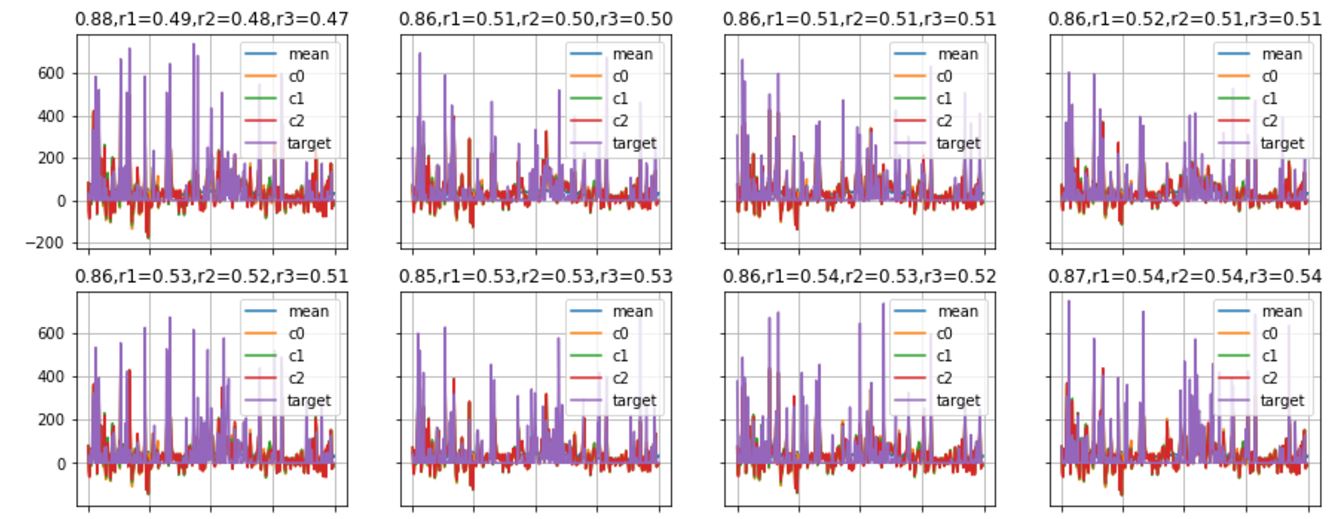 0.88,r1=0.49,r2=0.48,r3=0.47
0.86,r1=0.51,r2=0.50,r3=0.50
0.86,r1=0.51,r2=0.51,r3=0.51
0.86,r1=0.52,r2=0.51,r3=0.51
600
400
200
0
−200
mean
c0
c1
c2
target
mean
c0
c1
c2
target
mean
c0
c1
c2
target
mean
c0
c1
c2
target
0.86,r1=0.53,r2=0.52,r3=0.51
0.85,r1=0.53,r2=0.53,r3=0.53
0.86,r1=0.54,r2=0.53,r3=0.52
0.87,r1=0.54,r2=0.54,r3=0.54
600
400
200
0
mean
c0
c1
c2
target
mean
c0
c1
c2
target
mean
c0
c1
c2
target
mean
c0
c1
c2
target